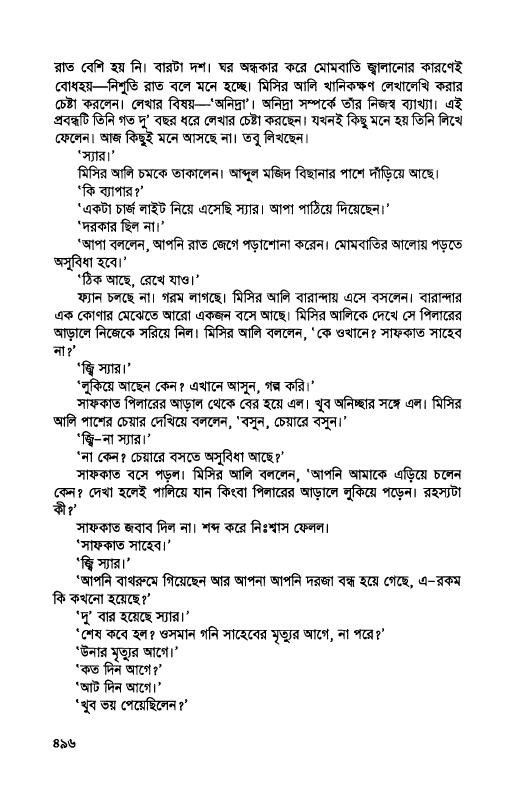 রাত বেশি হয় নি। বারটা দশ। ঘর অন্ধকার করে মোমবাতি জ্বালানোর কারণেই
বোধহয়—নিশুতি রাত বলে মনে হচ্ছে। মিসির আলি খানিকক্ষণ লেখালেখি করার
চেষ্টা করলেন। লেখার বিষয়—‘অনিদ্রা’। অনিদ্রা সম্পর্কে তাঁর নিজস্ব ব্যাখ্যা। এই
প্রবন্ধটি তিনি গত দু’ বছর ধরে লেখার চেষ্টা করছেন। যখনই কিছু মনে হয় তিনি লিখে
ফেলেন। আজ কিছুই মনে আসছে না। তবু লিখছেন।
‘স্যার।’
মিসির আলি চমকে তাকালেন। আব্দুল মজিদ বিছানার পাশে দাঁড়িয়ে আছে।
‘কি ব্যাপার?’
‘একটা চার্জ লাইট নিয়ে এসেছি স্যার। আপা পাঠিয়ে দিয়েছেন।’
‘দরকার ছিল না।’
‘আপা বললেন, আপনি রাত জেগে পড়াশোনা করেন। মোমবাতির আলোয় পড়তে
অসুবিধা হবে।’
‘ঠিক আছে, রেখে যাও।’
ফ্যান চলছে না। গরম লাগছে। মিসির আলি বারান্দায় এসে বসলেন। বারান্দার
এক কোণার মেঝেতে আরো একজন বসে আছে। মিসির আলিকে দেখে সে পিলারের
আড়ালে নিজেকে সরিয়ে নিল। মিসির আলি বললেন, ‘কে ওখানে? সাফকাত সাহেব
না?’
‘জ্বি স্যার।’
‘লুকিয়ে আছেন কেন? এখানে আসুন, গল্প করি।’
সাফকাত পিলারের আড়াল থেকে বের হয়ে এল। খুব অনিচ্ছার সঙ্গে এল। মিসির
আলি পাশের চেয়ার দেখিয়ে বললেন, ‘বসুন, চেয়ারে বসুন।’
‘জ্বি-না স্যার।’
‘না কেন? চেয়ারে বসতে অসুবিধা আছে?’
সাফকাত বসে পড়ল। মিসির আলি বললেন, ‘আপনি আমাকে এড়িয়ে চলেন
কেন? দেখা হলেই পালিয়ে যান কিংবা পিলারের আড়ালে লুকিয়ে পড়েন। রহস্যটা
কী?’
সাফকাত জবাব দিল না। শব্দ করে নিঃশ্বাস ফেলল।
‘সাফকাত সাহেব।’
‘জ্বি স্যার।’
‘আপনি বাথরুমে গিয়েছেন আর আপনা আপনি দরজা বন্ধ হয়ে গেছে, এ-রকম
কি কখনো হয়েছে?’
‘দু’ বার হয়েছে স্যার।’
‘শেষ কবে হল? ওসমান গনি সাহেবের মৃত্যুর আগে, না পরে?’
‘উনার মৃত্যুর আগে।’
‘কত দিন আগে?’
‘আট দিন আগে।’
‘খুব ভয় পেয়েছিলেন?’
৪৯৬